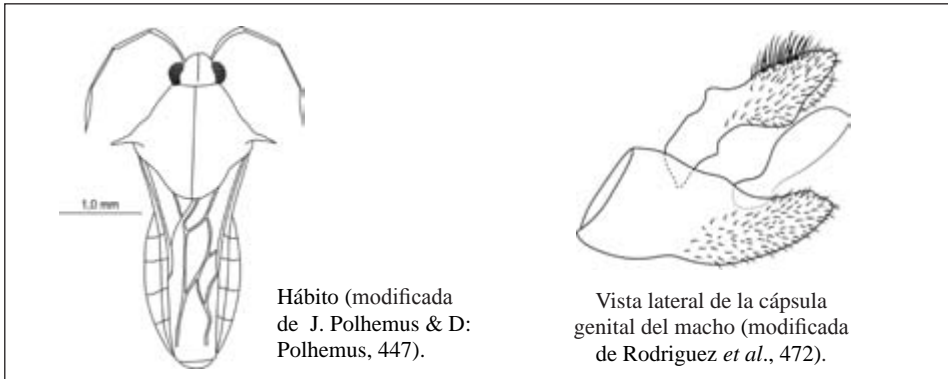 1.0 mm
Hábito (modificada
de J. Polhemus & D:
Polhemus, 447).
Vista lateral de la cápsula
genital del macho (modificada
de Rodriguez et al., 472).